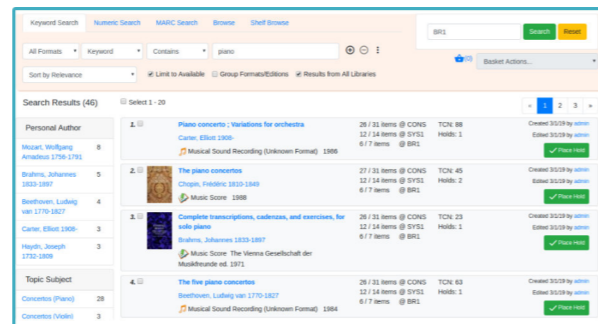 Keyword Search Numeric Search MARC Search Browse Shelf Browse
BR1 Search Reset
All Formats Keyword Contains piano
Basket Actions...
Sort by Relevance Limit to Available Group Formats/Editions Results from All Libraries
Search Results (46) Select 1 - 20 « 1 2 3 »
Personal Author
Mozart, Wolfgang Amadeus 1756-1791 8
Brahms, Johannes 1833-1897 5
Beethoven, Ludwig van 1770-1827 4
Carter, Elliott 1908- 3
Haydn, Joseph 1732-1809 3
Topic Subject
Concertos (Piano) 28
Concertos (Violin) 3
1. Piano concerto ; Variations for orchestra 26 / 31 items @ CONS TCN: 88 Created 3/1/19 by admin
Carter, Elliott 1908- 12 / 14 items @ SYS1 Holds: 1 Edited 3/1/19 by admin
Musical Sound Recording (Unknown Format) 1986 6 / 7 items @ BR1 Place Hold
2. The piano concertos 27 / 31 items @ CONS TCN: 45 Created 3/1/19 by admin
Chopin, Frédéric 1810-1849 12 / 14 items @ SYS1 Holds: 2 Edited 3/1/19 by admin
Music Score 1988 6 / 7 items @ BR1 Place Hold
3. Complete transcriptions, cadenzas, and exercises, for solo piano 26 / 31 items @ CONS TCN: 23 Created 3/1/19 by admin
Brahms, Johannes 1833-1897 12 / 14 items @ SYS1 Holds: 1 Edited 3/1/19 by admin
Music Score The Vienna Gesellschaft der Musikfreunde ed. 1971 6 / 7 items @ BR1 Place Hold
4. The five piano concertos 26 / 31 items @ CONS TCN: 63 Created 3/1/19 by admin
Beethoven, Ludwig van 1770-1827 12 / 14 items @ SYS1 Holds: 1 Edited 3/1/19 by admin
Musical Sound Recording (Unknown Format) 1984 6 / 7 items @ BR1 Place Hold